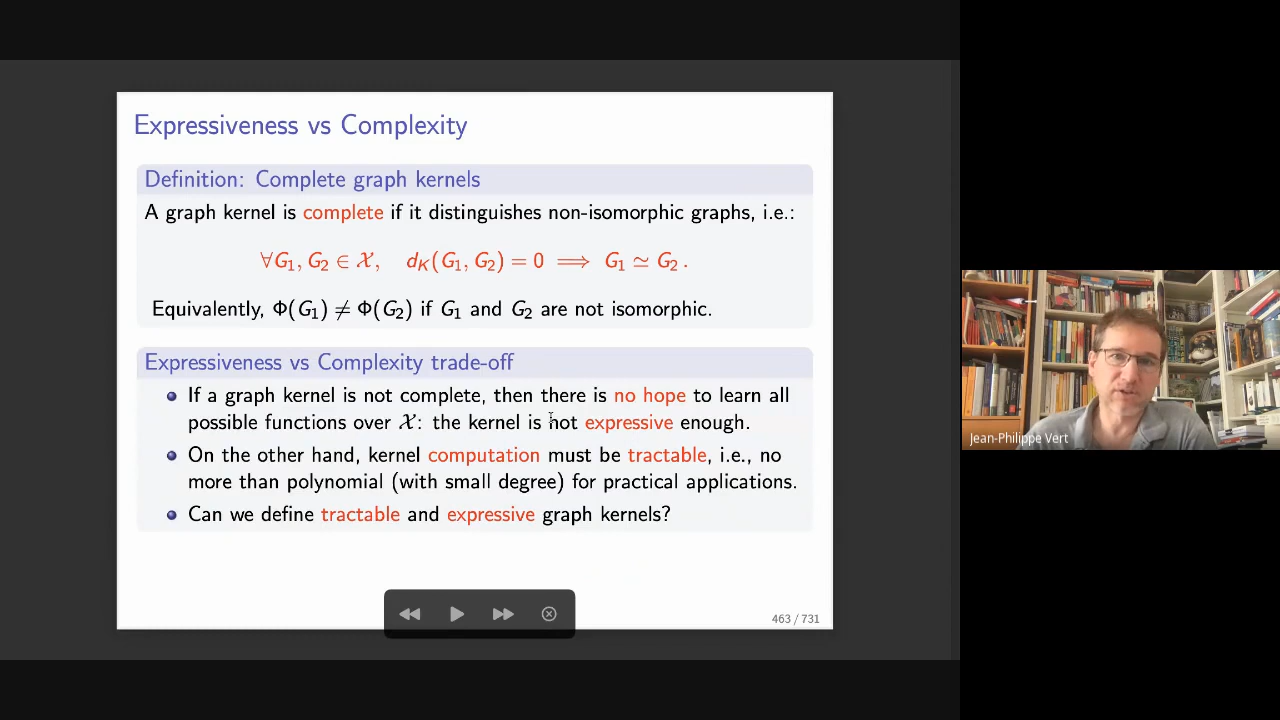 Expressiveness vs Complexity
Definition: Complete graph kernels
A graph kernel is complete if it distinguishes non-isomorphic graphs, i.e.:
∀G₁, G₂ ∈ 𝒳, d_K(G₁, G₂) = 0 ⟹ G₁ ≃ G₂ .
Equivalently, Φ(G₁) ≠ Φ(G₂) if G₁ and G₂ are not isomorphic.
Expressiveness vs Complexity trade-off
If a graph kernel is not complete, then there is no hope to learn all
possible functions over 𝒳: the kernel is not expressive enough.
On the other hand, kernel computation must be tractable, i.e., no
more than polynomial (with small degree) for practical applications.
Can we define tractable and expressive graph kernels?
463 / 731
Jean-Philippe Vert